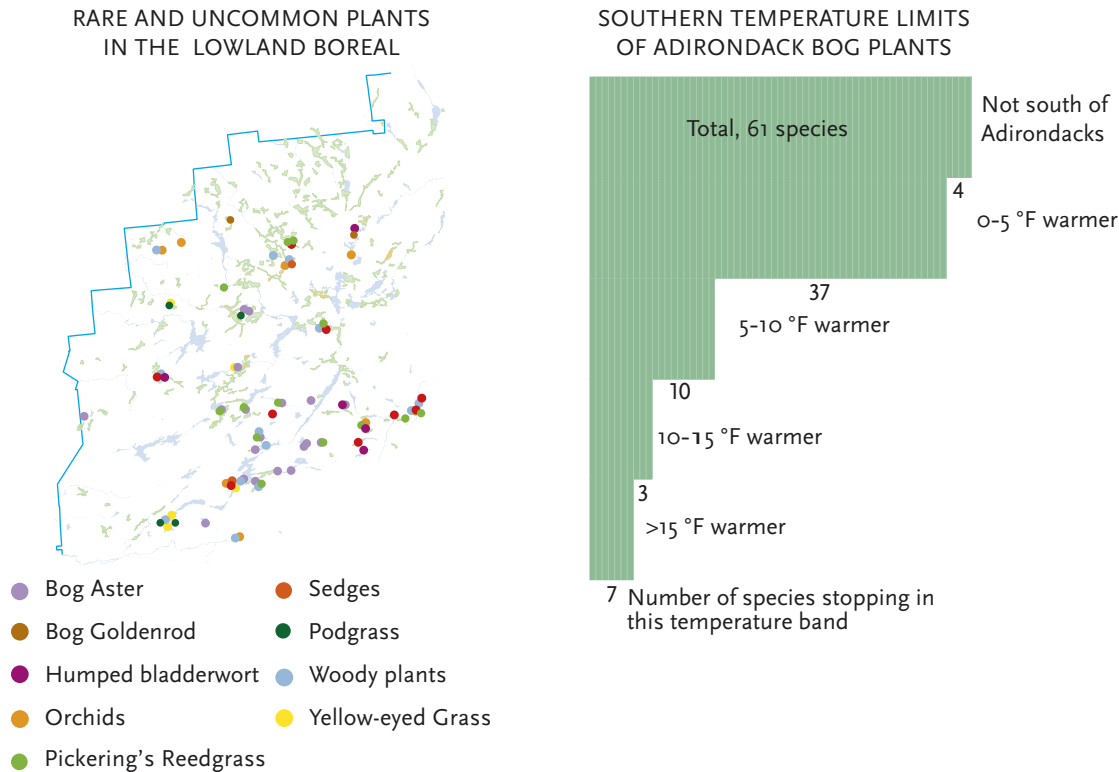 RARE AND UNCOMMON PLANTS
IN THE LOWLAND BOREAL
Bog Aster
Bog Goldenrod
Humped bladderwort
Orchids
Pickering's Reedgrass
Sedges
Podgrass
Woody plants
Yellow-eyed Grass
SOUTHERN TEMPERATURE LIMITS
OF ADIRONDACK BOG PLANTS
Total, 61 species
Not south of
Adirondacks
4
0-5 °F warmer
37
5-10 °F warmer
10
10-15 °F warmer
3
>15 °F warmer
7
Number of species stopping in
this temperature band